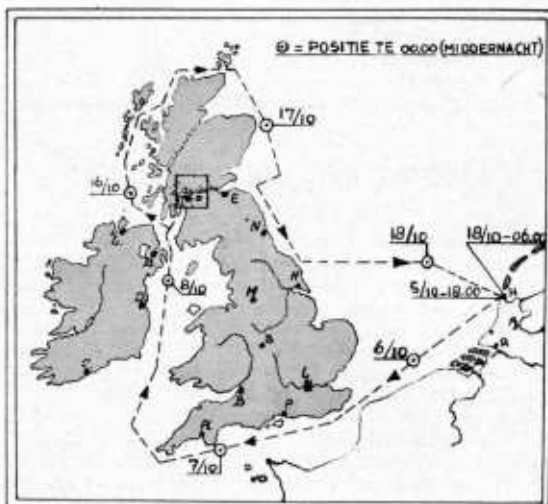 ⊙ = POSITIE TE 00.00 (MIDDERNACHT)
17/10
16/10
E
N
18/10
18/10-06.00
8/10
H
5/10-18.00
H
M
A
B
6/10
R
C
L
B
P
PL
7/10